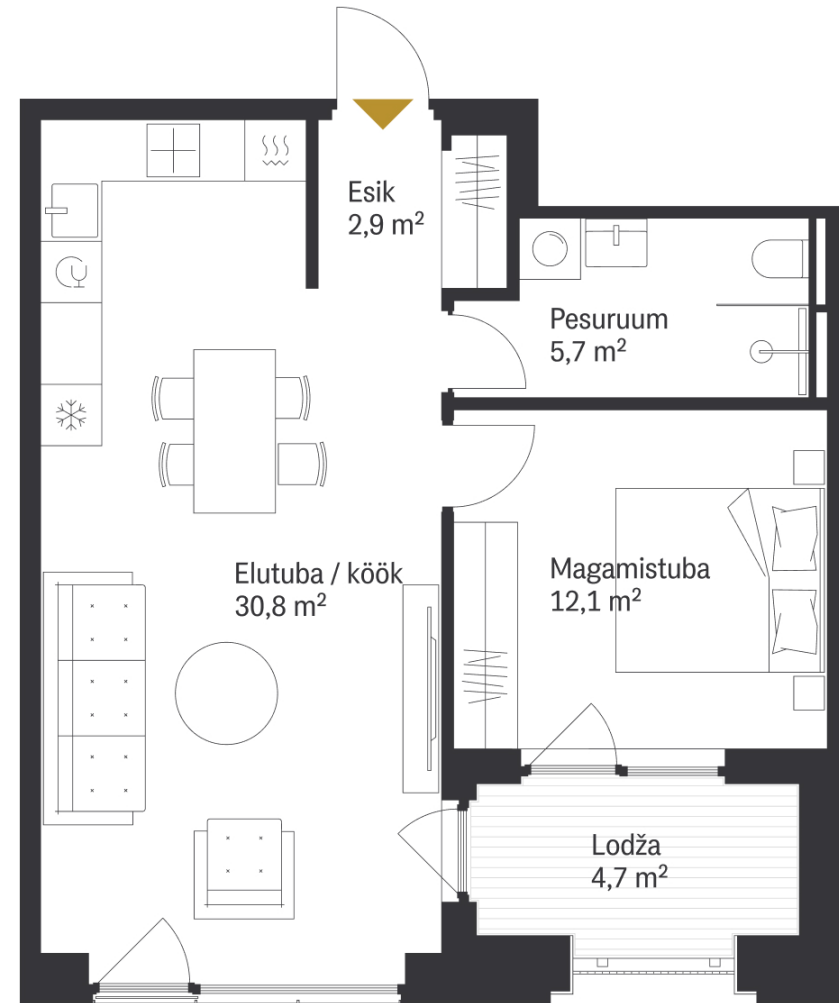 Esik
2,9 m²
Pesuruum
5,7 m²
Elutuba / köök
30,8 m²
Magamistuba
12,1 m²
Lodža
4,7 m²